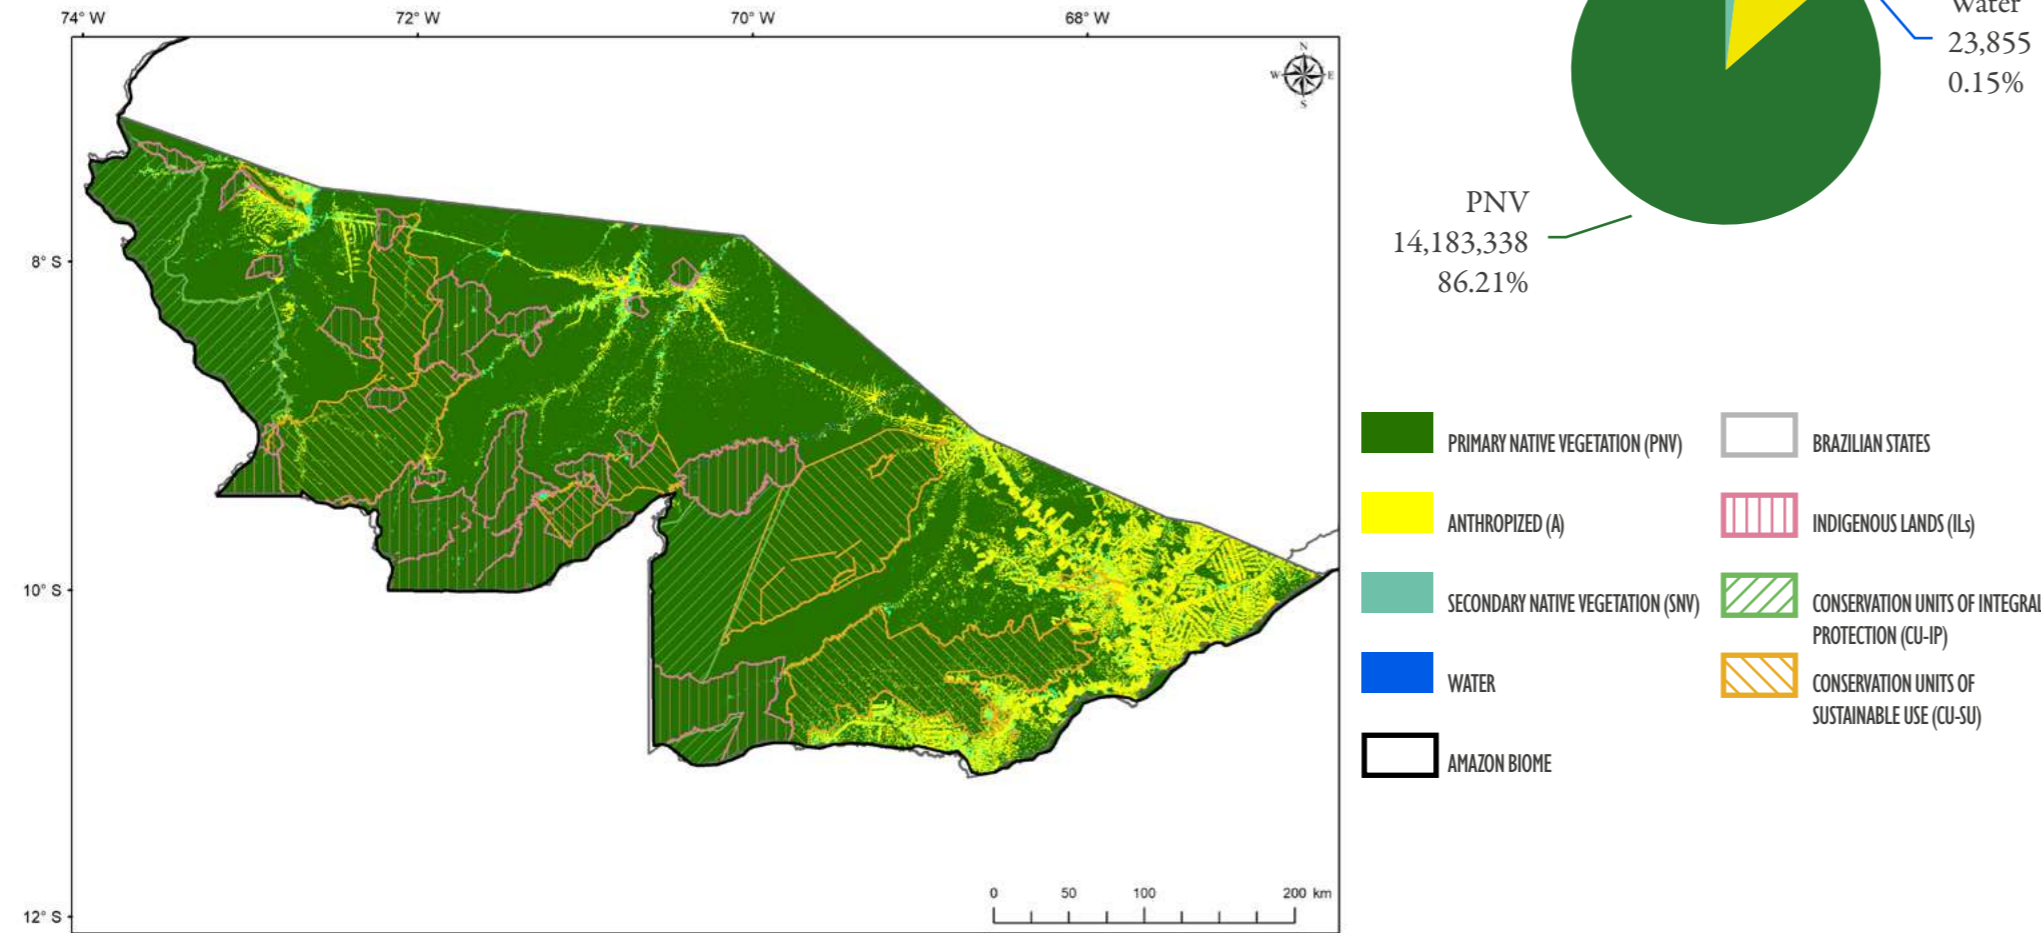 74° W
72° W
70° W
68° W
Water
23,855
0.15%
N
W
E
S
PNV
14,183,338
86.21%
8° S
10° S
12° S
PRIMARY NATIVE VEGETATION (PNV)
ANTHROPIZED (A)
SECONDARY NATIVE VEGETATION (SNV)
WATER
AMAZON BIOME
BRAZILIAN STATES
INDIGENOUS LANDS (ILs)
CONSERVATION UNITS OF INTEGRAL
PROTECTION (CU-IP)
CONSERVATION UNITS OF
SUSTAINABLE USE (CU-SU)
0
50
100
200 km